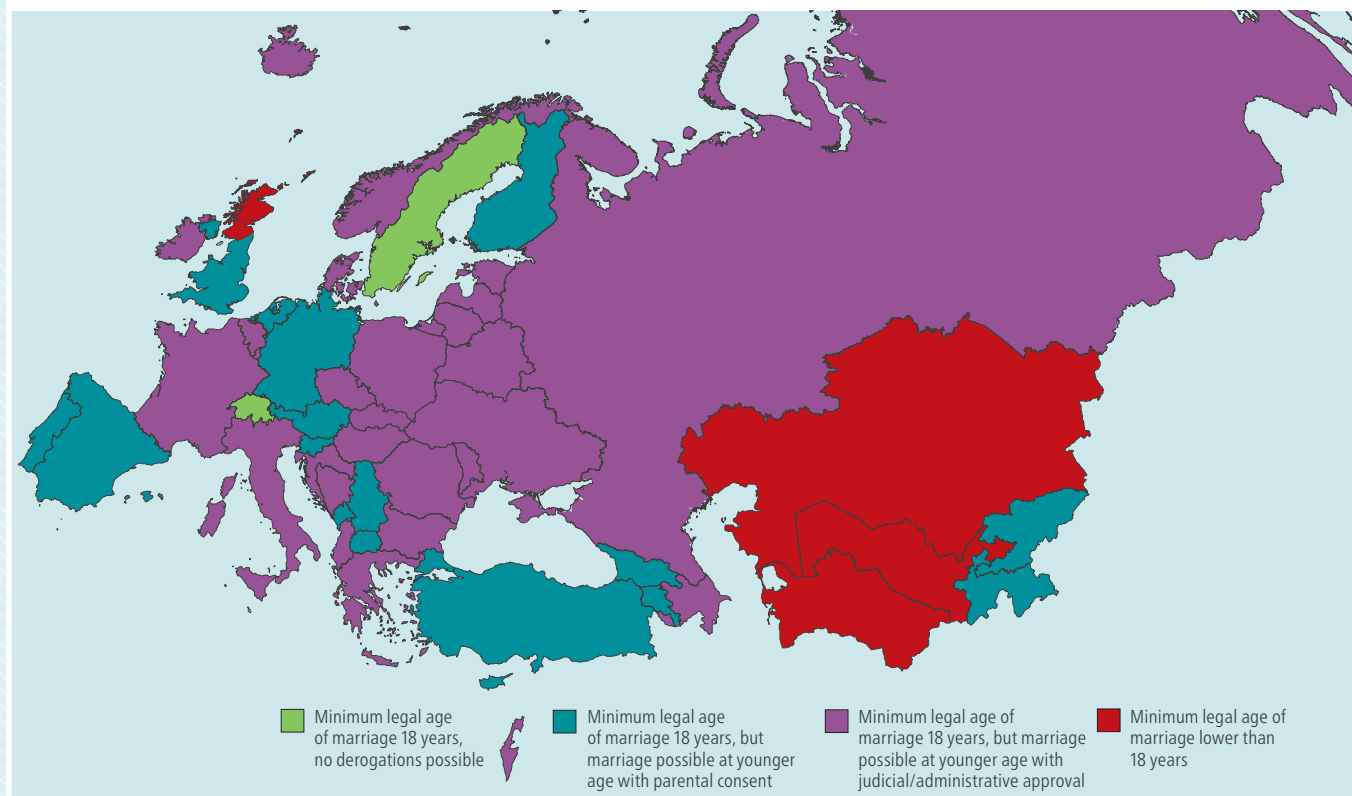 Minimum legal age
of marriage 18 years,
no derogations possible
Minimum legal age
of marriage 18 years, but
marriage possible at younger
age with parental consent
Minimum legal age of
marriage 18 years, but marriage
possible at younger age with
judicial/administrative approval
Minimum legal age of
marriage lower than
18 years